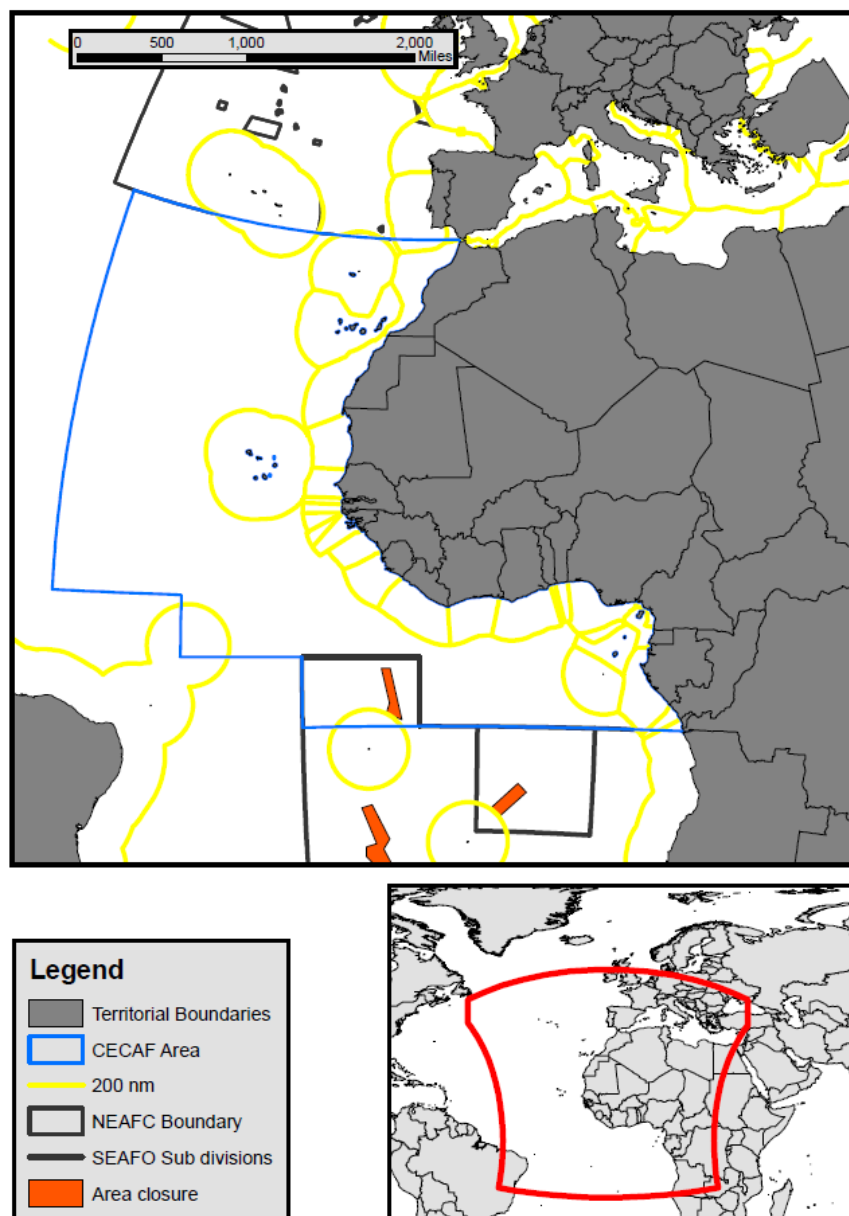 0 500 1,000 2,000
Miles
Legend
Territorial Boundaries
CECAF Area
200 nm
NEAFC Boundary
SEAFO Sub divisions
Area closure